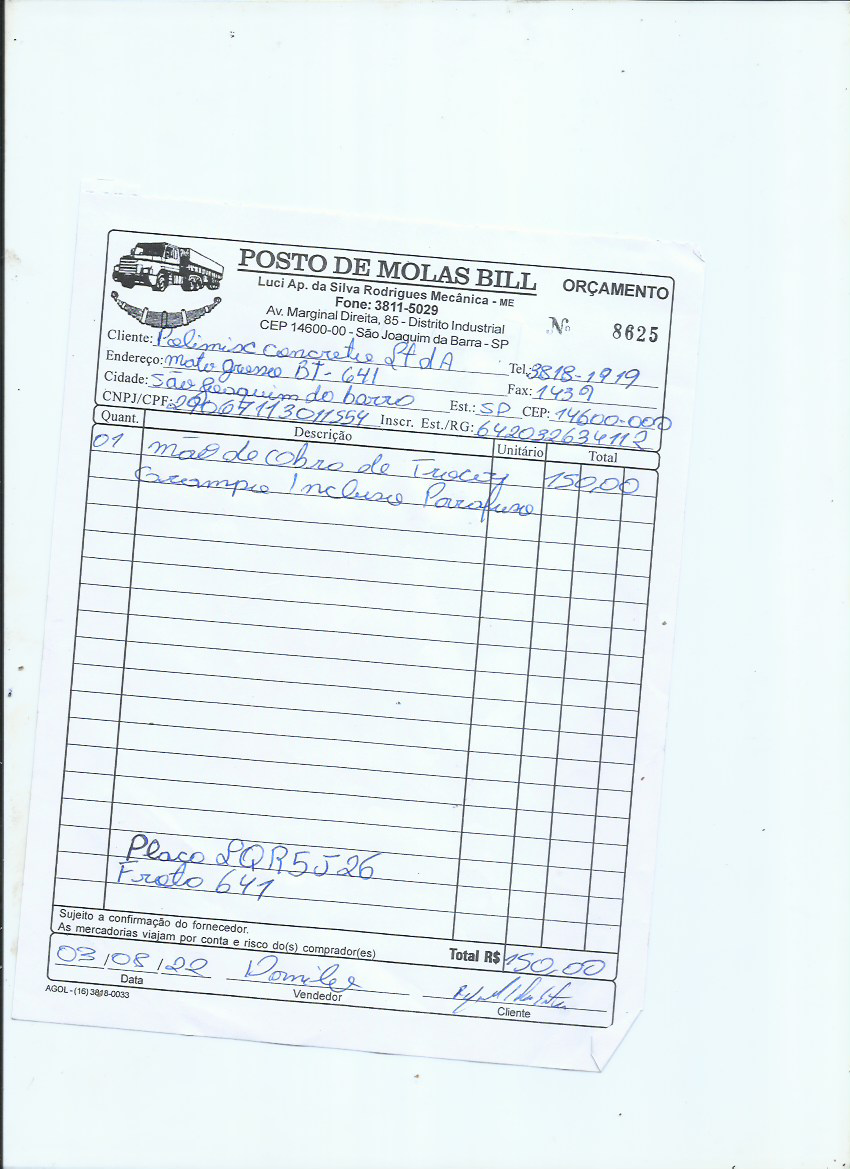 POSTO DE MOLAS BILL
ORÇAMENTO
Luci Ap. da Silva Rodrigues Mecânica - ME
Fone: 3811-5029
Av. Marginal Direita, 85 - Distrito Industrial
CEP 14600-00 - São Joaquim da Barra - SP
Nº 8625
Cliente: Polimix concreto LtdA Tel.: 3818-1919
Endereço: mato grosso BT - 641 Fax: 1439
Cidade: São Joaquim da barra Est.: SP CEP: 14600-000
CNPJ/CPF: 29067113011554 Inscr. Est./RG: 642032634112
Quant. Descrição Unitário Total
01 mão de obra de Trocar 150,00
Grampo Incluso Parafuso
Placa LQR5J26
Frota 641
Sujeito a confirmação do fornecedor.
As mercadorias viajam por conta e risco do(s) comprador(es)
Total R$ 150,00
03/08/22
Data Vendedor Cliente
AGOL - (16) 3818-0033